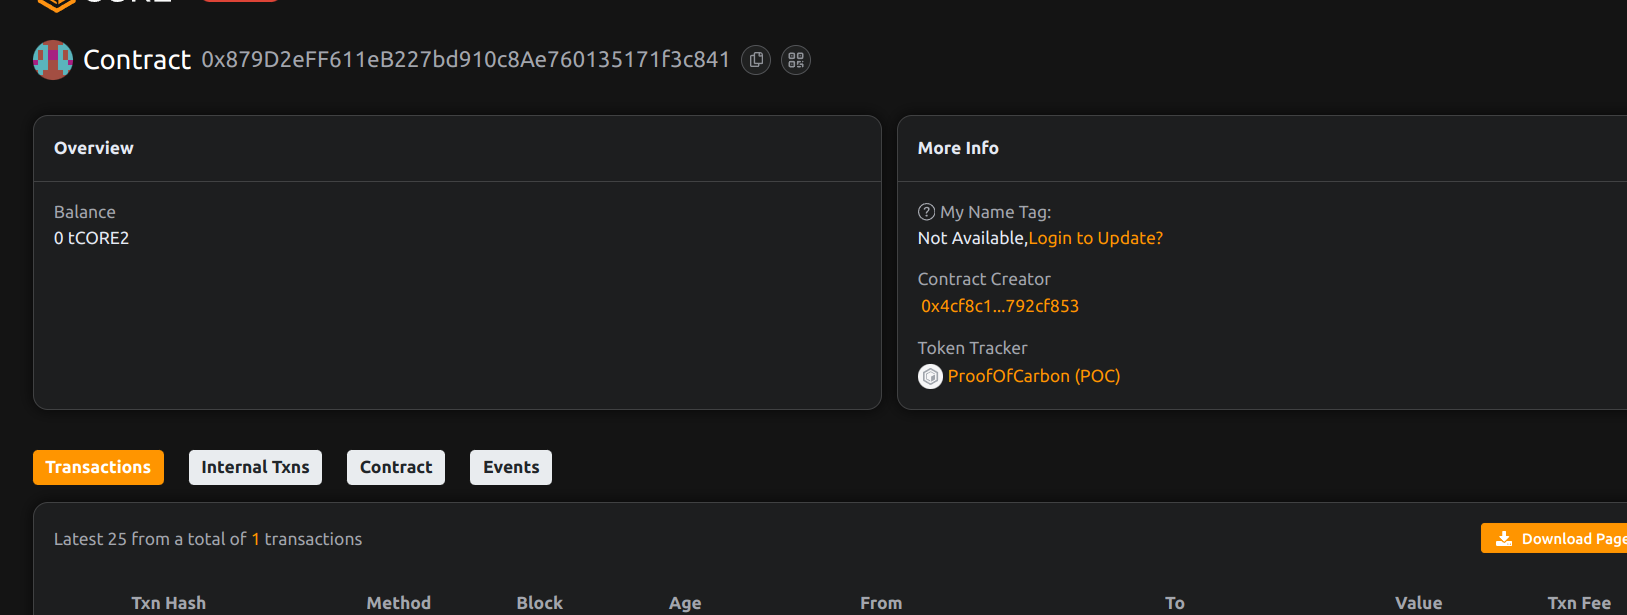 CORE
Contract 0x879D2eFF611eB227bd910c8Ae760135171f3c841
Overview
Balance
0 tCORE2
More Info
My Name Tag:
Not Available,Login to Update?
Contract Creator
0x4cf8c1...792cf853
Token Tracker
ProofOfCarbon (POC)
Transactions Internal Txns Contract Events
Latest 25 from a total of 1 transactions
Download Page
Txn Hash Method Block Age From To Value Txn Fee